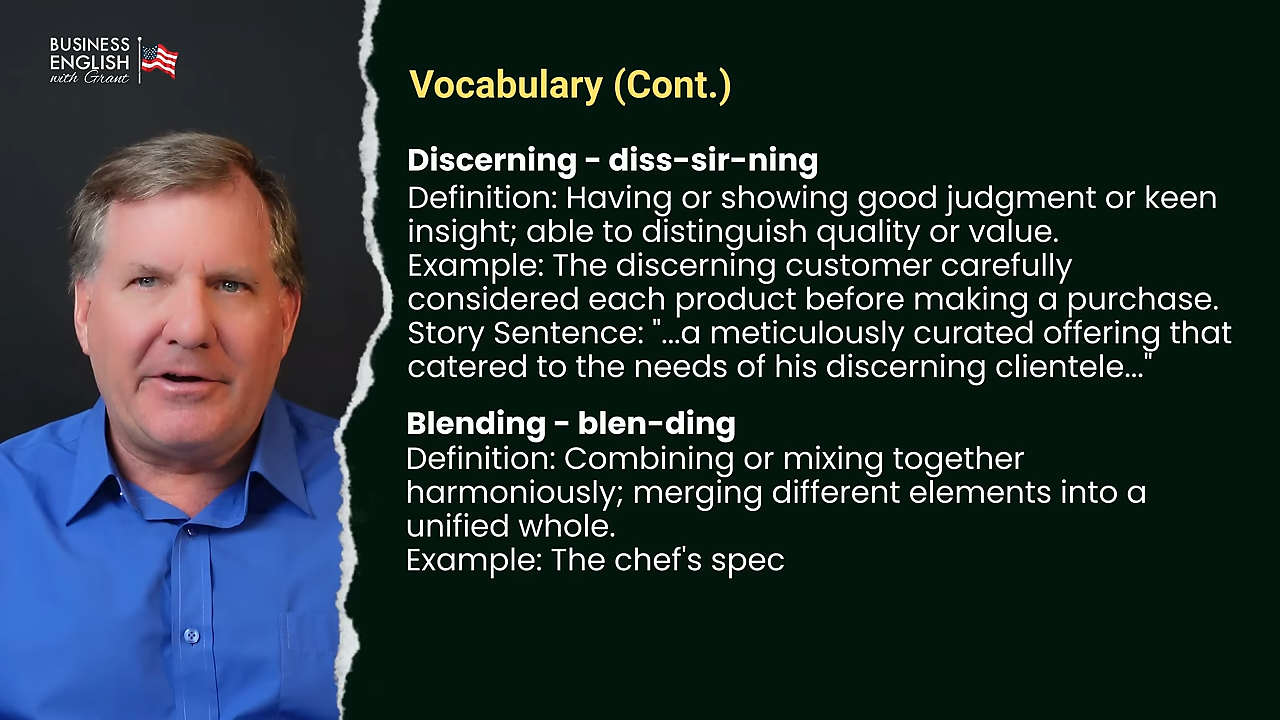 BUSINESS
ENGLISH
with Grant
Vocabulary (Cont.)
Discerning - diss-sir-ning
Definition: Having or showing good judgment or keen
insight; able to distinguish quality or value.
Example: The discerning customer carefully
considered each product before making a purchase.
Story Sentence: "...a meticulously curated offering that
catered to the needs of his discerning clientele..."
Blending - blen-ding
Definition: Combining or mixing together
harmoniously; merging different elements into a
unified whole.
Example: The chef's spec